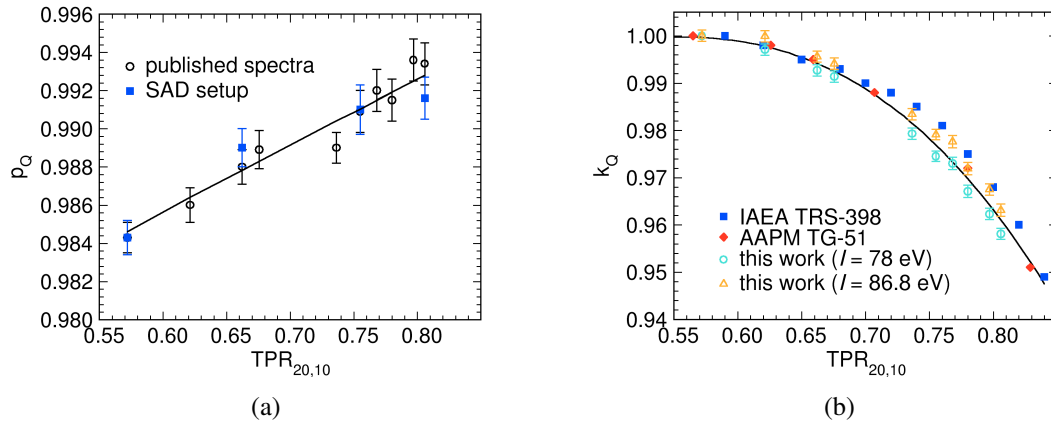 0.996
0.994
0.992
0.990
0.988
0.986
0.984
0.982
0.980
p_Q
published spectra
SAD setup
0.55 0.60 0.65 0.70 0.75 0.80
TPR_20,10
(a)
1.00
0.99
0.98
0.97
0.96
0.95
0.94
k_Q
IAEA TRS-398
AAPM TG-51
this work (I = 78 eV)
this work (I = 86.8 eV)
0.55 0.60 0.65 0.70 0.75 0.80
TPR_20,10
(b)